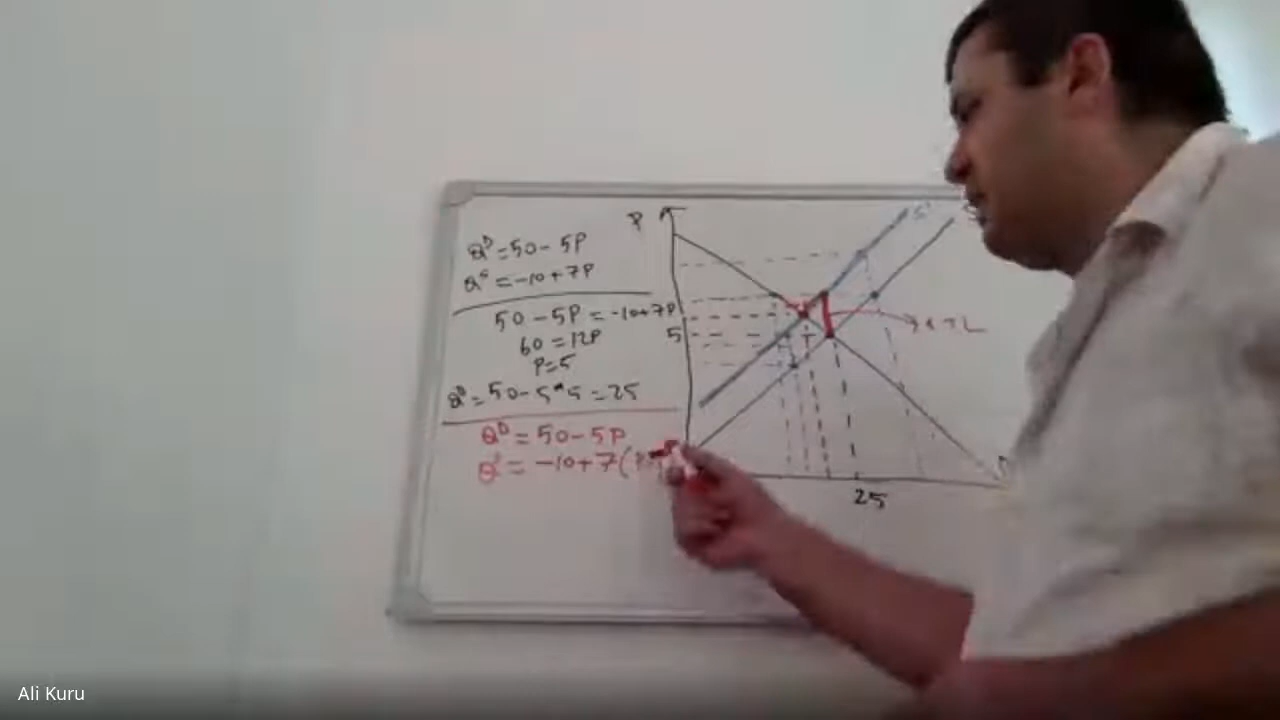 Q^D = 50 - 5P
Q^S = -10 + 7P
50 - 5P = -10 + 7P
60 = 12P
P = 5
Q^D = 50 - 5*5 = 25
Q^D = 50 - 5P
Q^S = -10 + 7(P
P
S'
5
TL
25
Ali Kuru